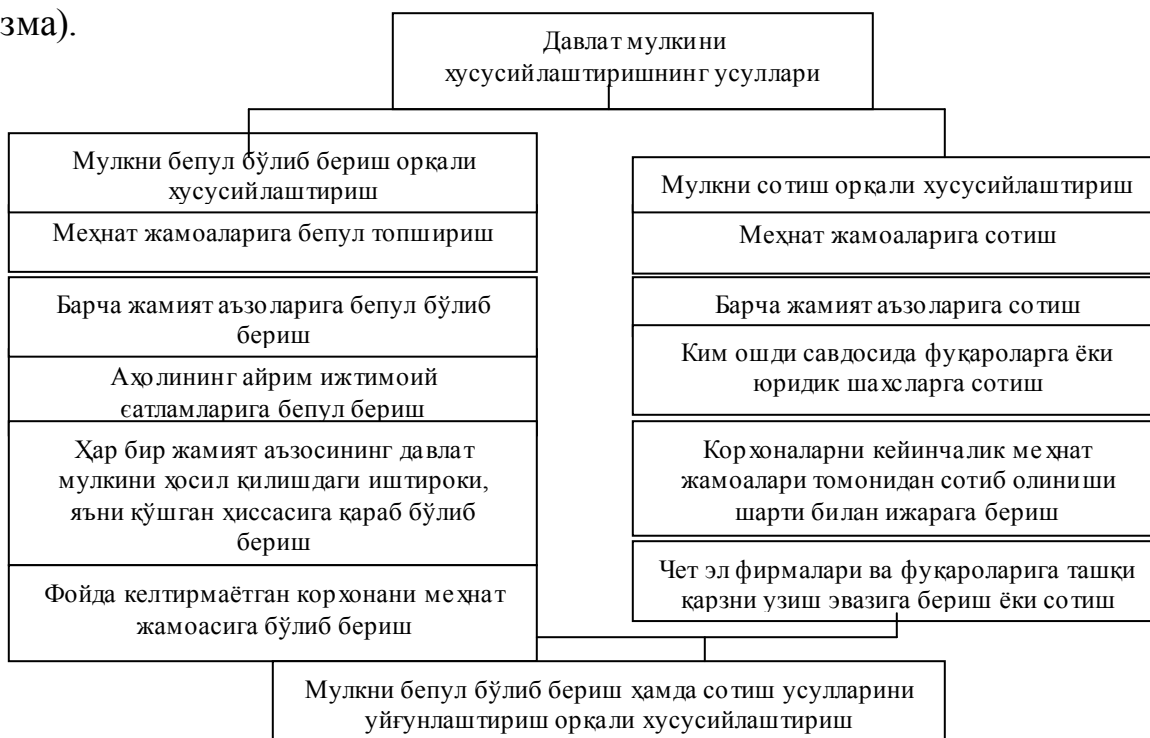 зма).
Давлат мулкини
хусусийлаштиришнинг усуллари
Мулкни бепул бўлиб бериш орқали
хусусийлаштириш
Меҳнат жамоаларига бепул топшириш
Барча жамият аъзоларига бепул бўлиб
бериш
Аҳолининг айрим ижтимоий
єатламларига бепул бериш
Ҳар бир жамият аъзосининг давлат
мулкини ҳосил қилишдаги иштироки,
яъни қўшган ҳиссасига қараб бўлиб
бериш
Фойда келтирмаётган корхонани меҳнат
жамоасига бўлиб бериш
Мулкни сотиш орқали хусусийлаштириш
Меҳнат жамоаларига сотиш
Барча жамият аъзоларига сотиш
Ким ошди савдосида фуқароларга ёки
юридик шахсларга сотиш
Корхоналарни кейинчалик меҳнат
жамоалари томонидан сотиб олиниши
шарти билан ижарага бериш
Чет эл фирмалари ва фуқароларига ташқи
қарзни узиш эвазига бериш ёки сотиш
Мулкни бепул бўлиб бериш ҳамда сотиш усулларини
уйғунлаштириш орқали хусусийлаштириш